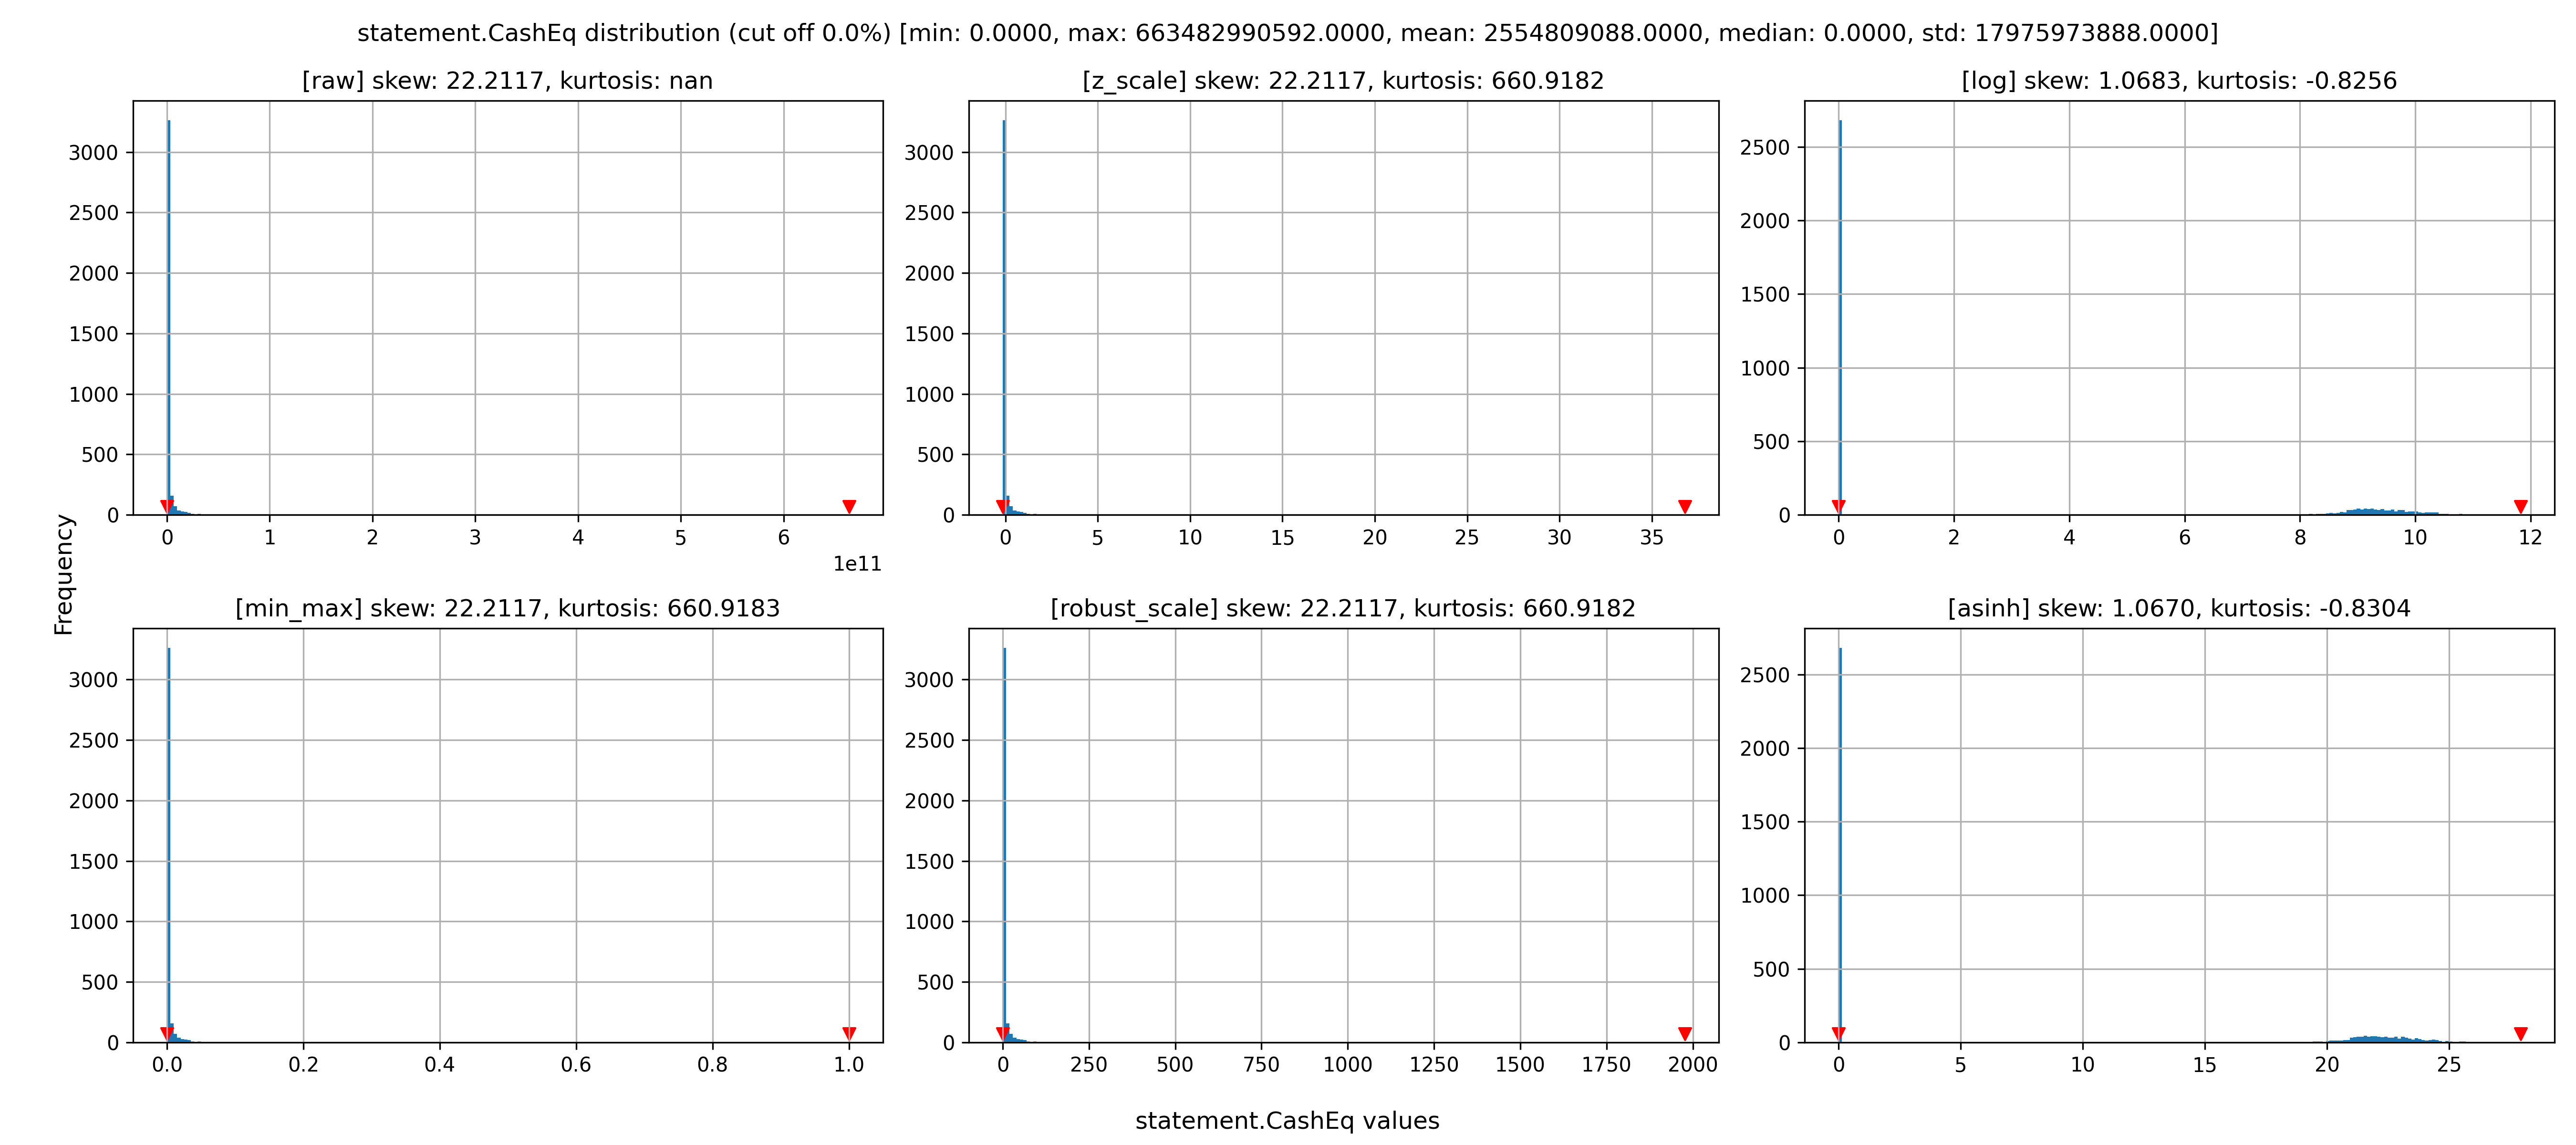 statement.CashEq distribution (cut off 0.0%) [min: 0.0000, max: 663482990592.0000, mean: 2554809088.0000, median: 0.0000, std: 17975973888.0000]
[raw] skew: 22.2117, kurtosis: nan
3000
2500
2000
1500
1000
500
0
0 1 2 3 4 5 6
1e11
[z_scale] skew: 22.2117, kurtosis: 660.9182
3000
2500
2000
1500
1000
500
0
0 5 10 15 20 25 30 35
[log] skew: 1.0683, kurtosis: -0.8256
2500
2000
1500
1000
500
0
0 2 4 6 8 10 12
Frequency
[min_max] skew: 22.2117, kurtosis: 660.9183
3000
2500
2000
1500
1000
500
0
0.0 0.2 0.4 0.6 0.8 1.0
[robust_scale] skew: 22.2117, kurtosis: 660.9182
3000
2500
2000
1500
1000
500
0
0 250 500 750 1000 1250 1500 1750 2000
[asinh] skew: 1.0670, kurtosis: -0.8304
2500
2000
1500
1000
500
0
0 5 10 15 20 25
statement.CashEq values